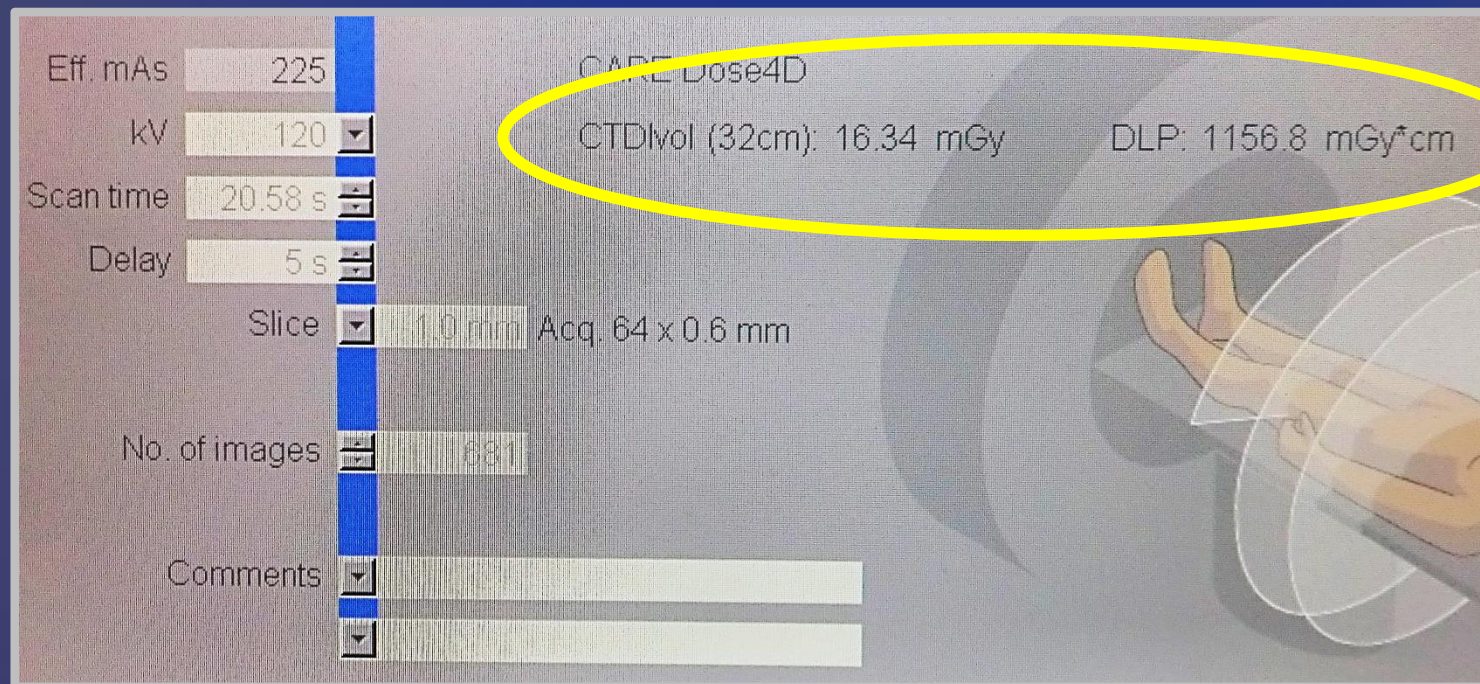 Eff. mAs 225 CARE Dose4D
kV 120 CTDIvol (32cm): 16.34 mGy DLP: 1156.8 mGy*cm
Scan time 20.58 s
Delay 5 s
Slice 1.0 mm Acq. 64 x 0.6 mm
No. of images 681
Comments